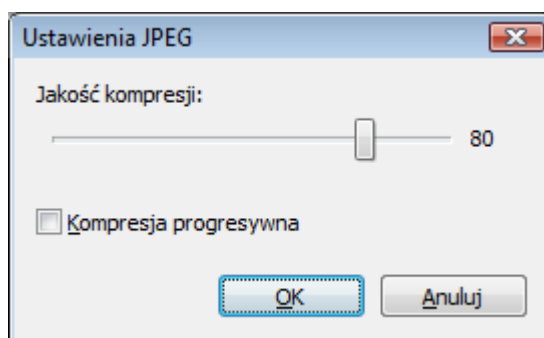 Ustawienia JPEG
Jakość kompresji:
80
Kompresja progresywna
OK
Anuluj